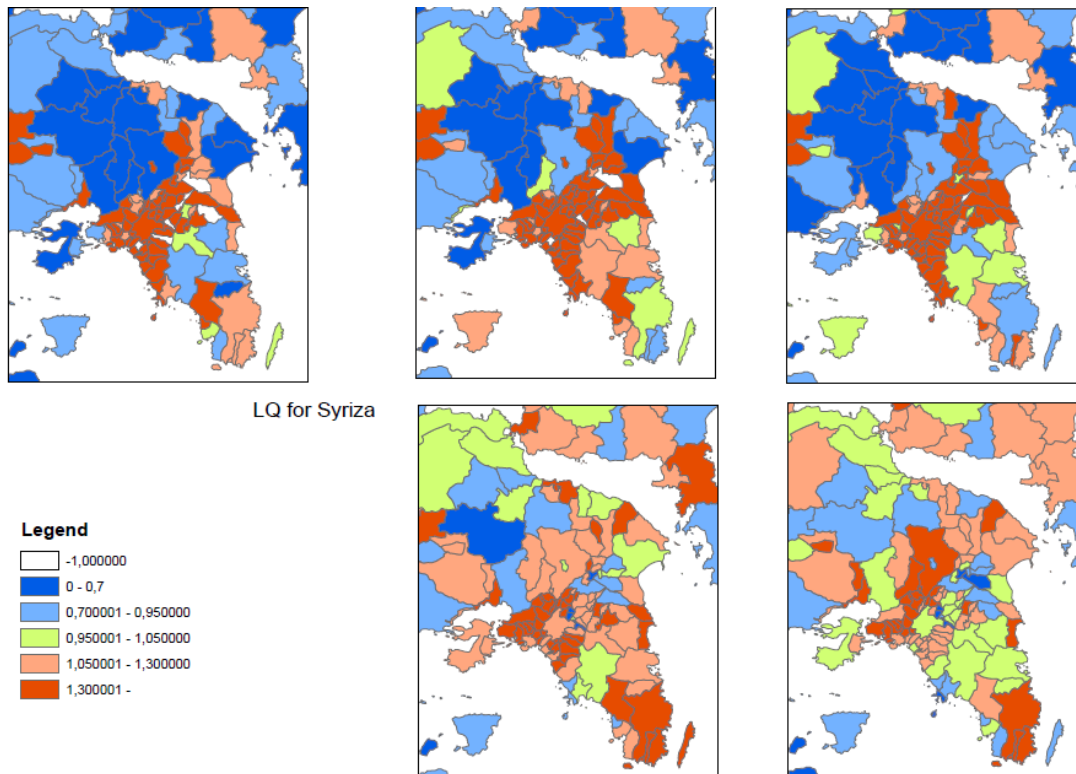 LQ for Syriza
Legend
-1,000000
0 - 0,7
0,700001 - 0,950000
0,950001 - 1,050000
1,050001 - 1,300000
1,300001 -